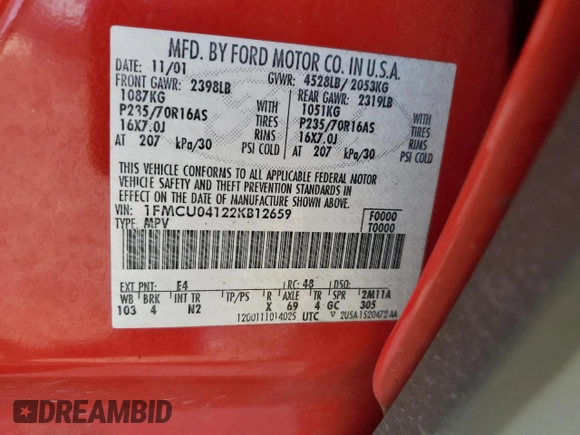 MFD. BY FORD MOTOR CO. IN U.S.A.
DATE: 11/01 GVWR: 4528LB/2053KG
FRONT GAWR: 2398LB REAR GAWR: 2319LB
1087KG WITH 1051KG WITH
P235/70R16AS TIRES P235/70R16AS TIRES
16X7.0J RIMS 16X7.0J RIMS
AT 207 kPa/30 PSI COLD AT 207 kPa/30 PSI COLD
THIS VEHICLE CONFORMS TO ALL APPLICABLE FEDERAL MOTOR
VEHICLE SAFETY AND THEFT PREVENTION STANDARDS IN
EFFECT ON THE DATE OF MANUFACTURE SHOWN ABOVE.
VIN: 1FMCU04122KB12659 F0000
TYPE: MPV T0000
EXT PNT: E4 RC: 48 DSO:
WB BRK INT TR TP/PS R AXLE TR SPR 2M11A
103 4 N2 X 69 4 GC 305
120011101402S UTC ▽ 2USA-1520472-AA
DREAMBID